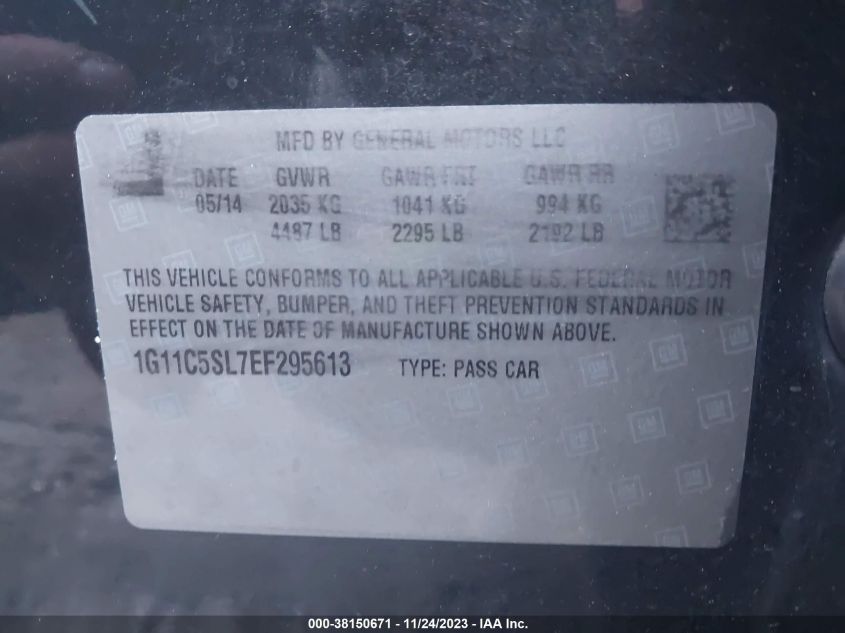 MFD BY GENERAL MOTORS LLC
DATE GVWR GAWR FRT GAWR RR
05/14 2035 KG 1041 KG 994 KG
4487 LB 2295 LB 2192 LB
THIS VEHICLE CONFORMS TO ALL APPLICABLE U.S. FEDERAL MOTOR
VEHICLE SAFETY, BUMPER, AND THEFT PREVENTION STANDARDS IN
EFFECT ON THE DATE OF MANUFACTURE SHOWN ABOVE.
1G11C5SL7EF295613 TYPE: PASS CAR
000-38150671 - 11/24/2023 - IAA Inc.